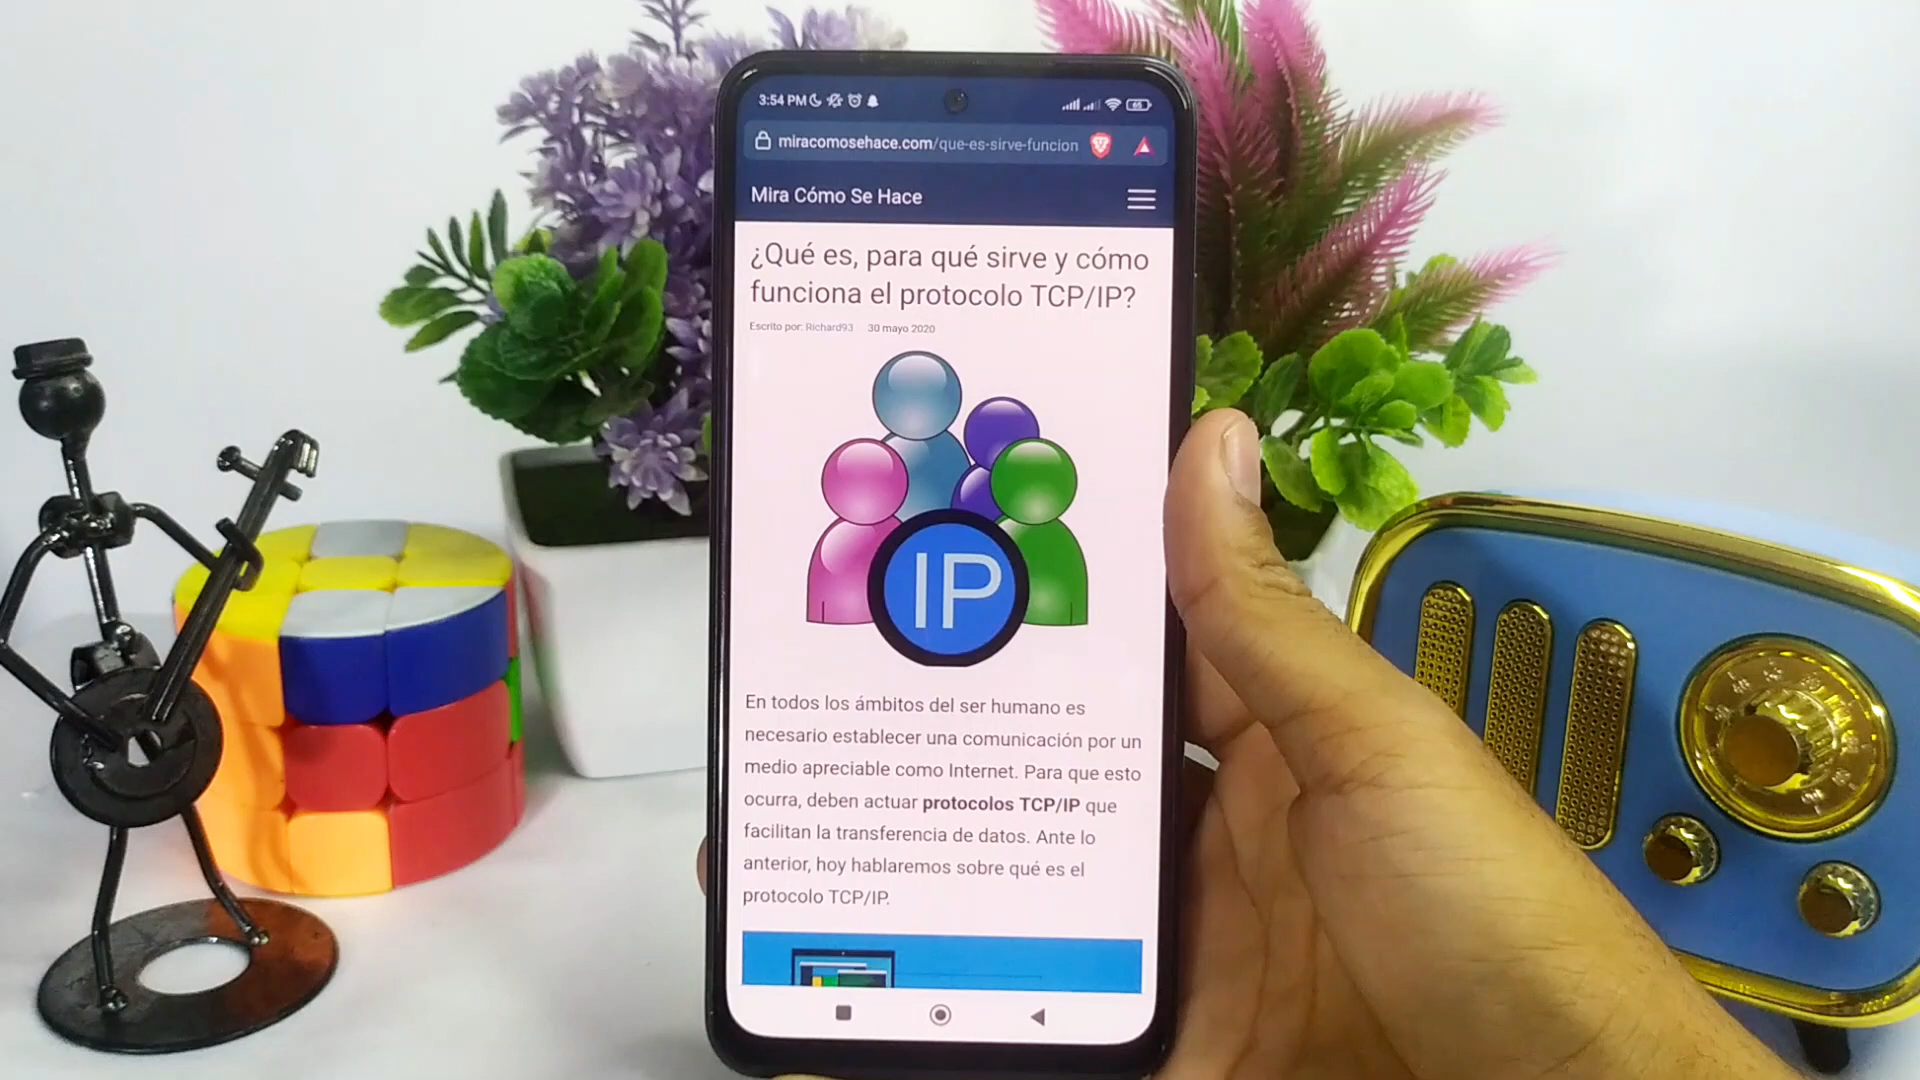 3:54 PM
65
miracomosehace.com/que-es-sirve-funcion
Mira Cómo Se Hace
¿Qué es, para qué sirve y cómo
funciona el protocolo TCP/IP?
Escrito por: Richard93 30 mayo 2020
IP
En todos los ámbitos del ser humano es
necesario establecer una comunicación por un
medio apreciable como Internet. Para que esto
ocurra, deben actuar protocolos TCP/IP que
facilitan la transferencia de datos. Ante lo
anterior, hoy hablaremos sobre qué es el
protocolo TCP/IP.